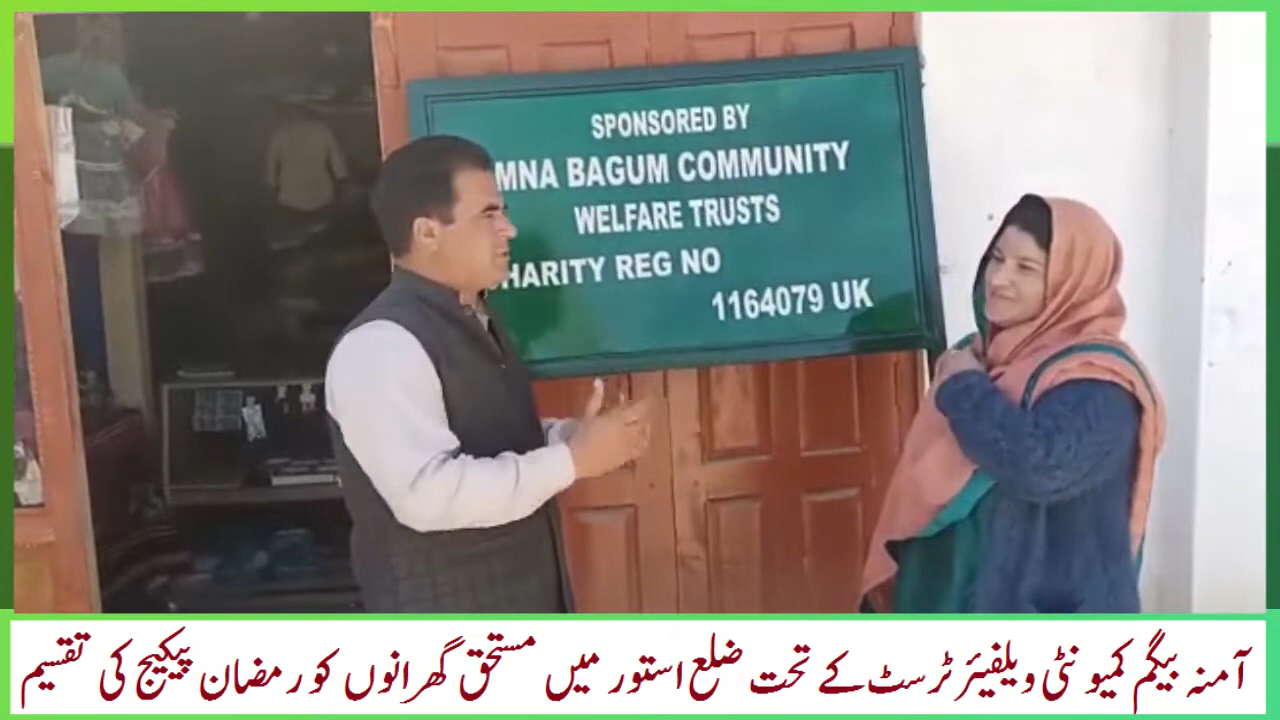 SPONSORED BY
MNA BAGUM COMMUNITY
WELFARE TRUSTS
HARITY REG NO
1164079 UK
آمنہ بیگم کمیونٹی ویلفیئر ٹرسٹ کے تحت ضلع استور میں مستحق گھرانوں کو رمضان پیکیج کی تقسیم